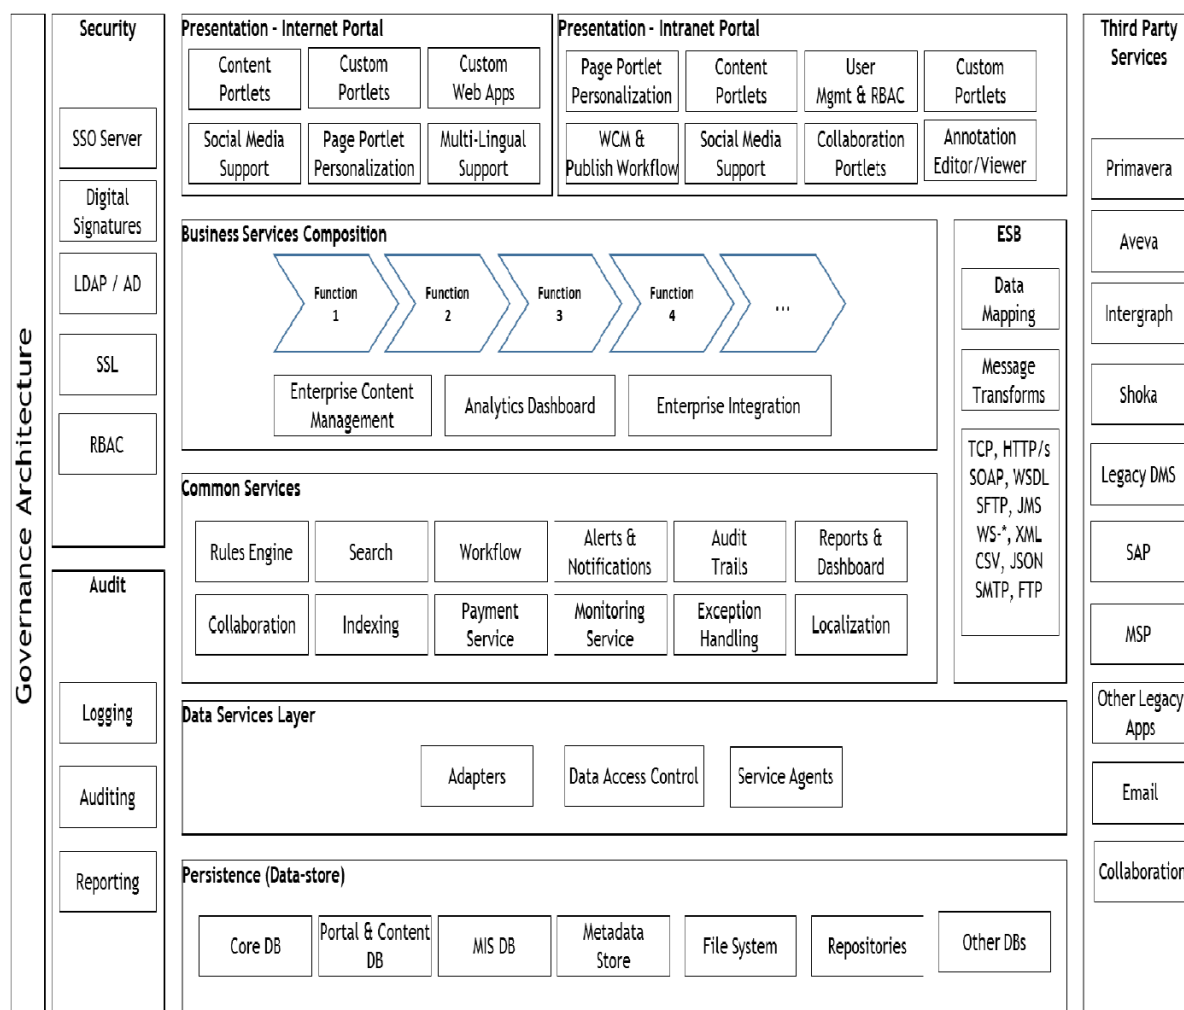 Governance Architecture
Security
SSO Server
Digital
Signatures
LDAP / AD
SSL
RBAC
Audit
Logging
Auditing
Reporting
Presentation - Internet Portal
Content
Portlets
Custom
Portlets
Custom
Web Apps
Social Media
Support
Page Portlet
Personalization
Multi-Lingual
Support
Presentation - Intranet Portal
Page Portlet
Personalization
Content
Portlets
User
Mgmt & RBAC
Custom
Portlets
WCM &
Publish Workflow
Social Media
Support
Collaboration
Portlets
Annotation
Editor/Viewer
Business Services Composition
Function
1
Function
2
Function
3
Function
4
...
Enterprise Content
Management
Analytics Dashboard
Enterprise Integration
ESB
Data
Mapping
Message
Transforms
TCP, HTTP/s
SOAP, WSDL
SFTP, JMS
WS-*, XML
CSV, JSON
SMTP, FTP
Common Services
Rules Engine
Search
Workflow
Alerts &
Notifications
Audit
Trails
Reports &
Dashboard
Collaboration
Indexing
Payment
Service
Monitoring
Service
Exception
Handling
Localization
Data Services Layer
Adapters
Data Access Control
Service Agents
Persistence (Data-store)
Core DB
Portal & Content
DB
MIS DB
Metadata
Store
File System
Repositories
Other DBs
Third Party
Services
Primavera
Aveva
Intergraph
Shoka
Legacy DMS
SAP
MSP
Other Legacy
Apps
Email
Collaboration